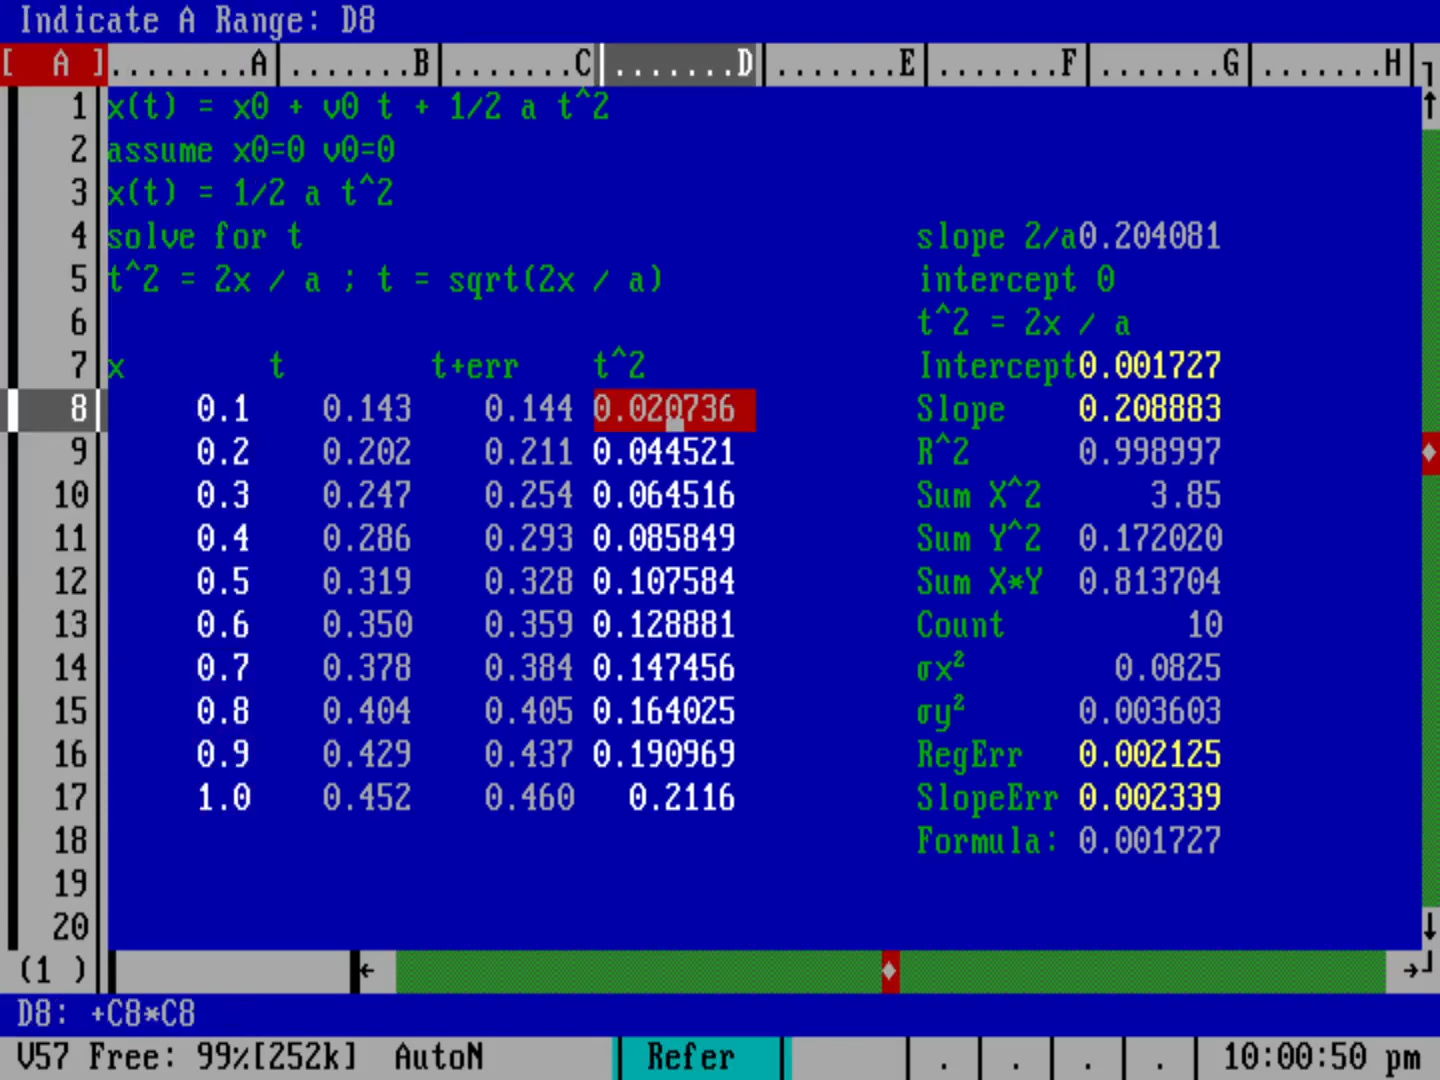 Indicate A Range: D8
[ A ]........A|.......B|.......C|.......D|.......E|.......F|.......G|.......H|
1 x(t) = x0 + v0 t + 1/2 a t^2
2 assume x0=0 v0=0
3 x(t) = 1/2 a t^2
4 solve for t slope 2/a0.204081
5 t^2 = 2x / a ; t = sqrt(2x / a) intercept 0
6 t^2 = 2x / a
7 x t t+err t^2 Intercept0.001727
8 0.1 0.143 0.144 0.020736 Slope 0.208883
9 0.2 0.202 0.211 0.044521 R^2 0.998997
10 0.3 0.247 0.254 0.064516 Sum X^2 3.85
11 0.4 0.286 0.293 0.085849 Sum Y^2 0.172020
12 0.5 0.319 0.328 0.107584 Sum X*Y 0.813704
13 0.6 0.350 0.359 0.128881 Count 10
14 0.7 0.378 0.384 0.147456 σx² 0.0825
15 0.8 0.404 0.405 0.164025 σy² 0.003603
16 0.9 0.429 0.437 0.190969 RegErr 0.002125
17 1.0 0.452 0.460 0.2116 SlopeErr 0.002339
18 Formula: 0.001727
19
20
(1 )
D8: +C8*C8
V57 Free: 99%[252k] AutoN Refer . . . . 10:00:50 pm